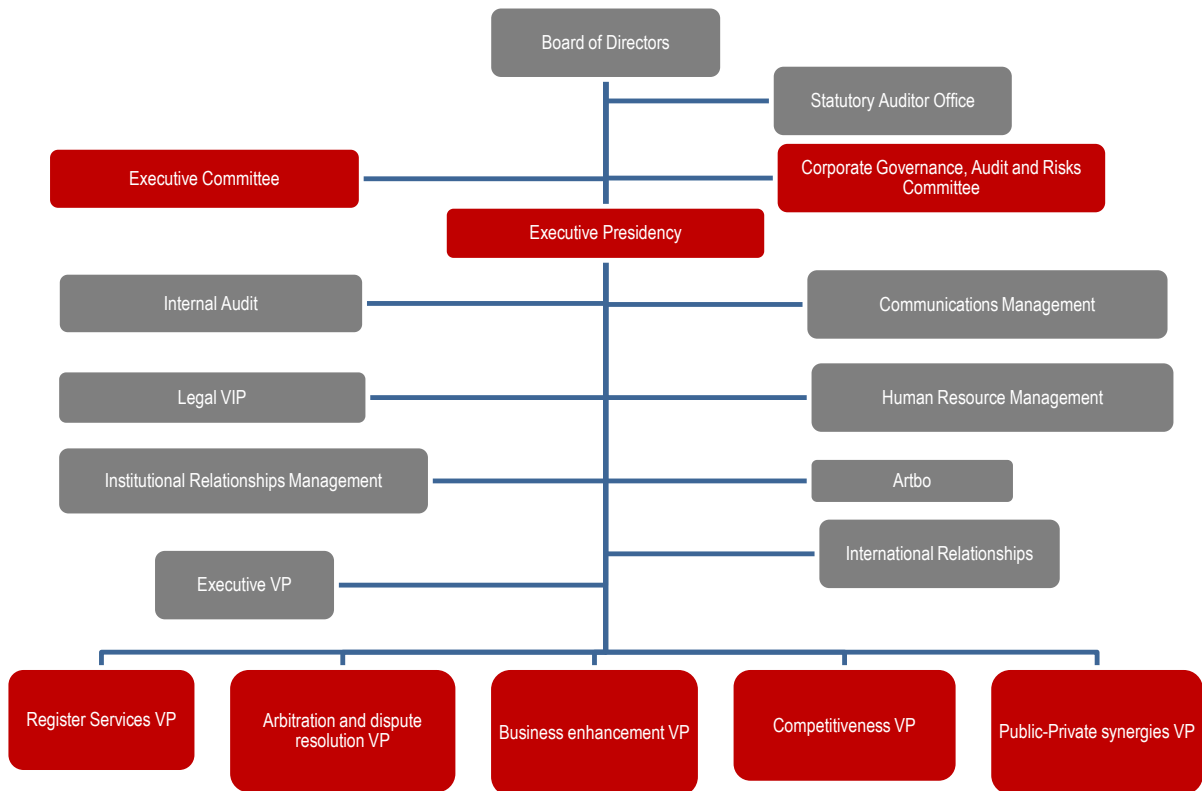 Board of Directors
Statutory Auditor Office
Executive Committee
Corporate Governance, Audit and Risks
Committee
Executive Presidency
Internal Audit
Communications Management
Legal VIP
Human Resource Management
Institutional Relationships Management
Artbo
International Relationships
Executive VP
Register Services VP
Arbitration and dispute
resolution VP
Business enhancement VP
Competitiveness VP
Public-Private synergies VP